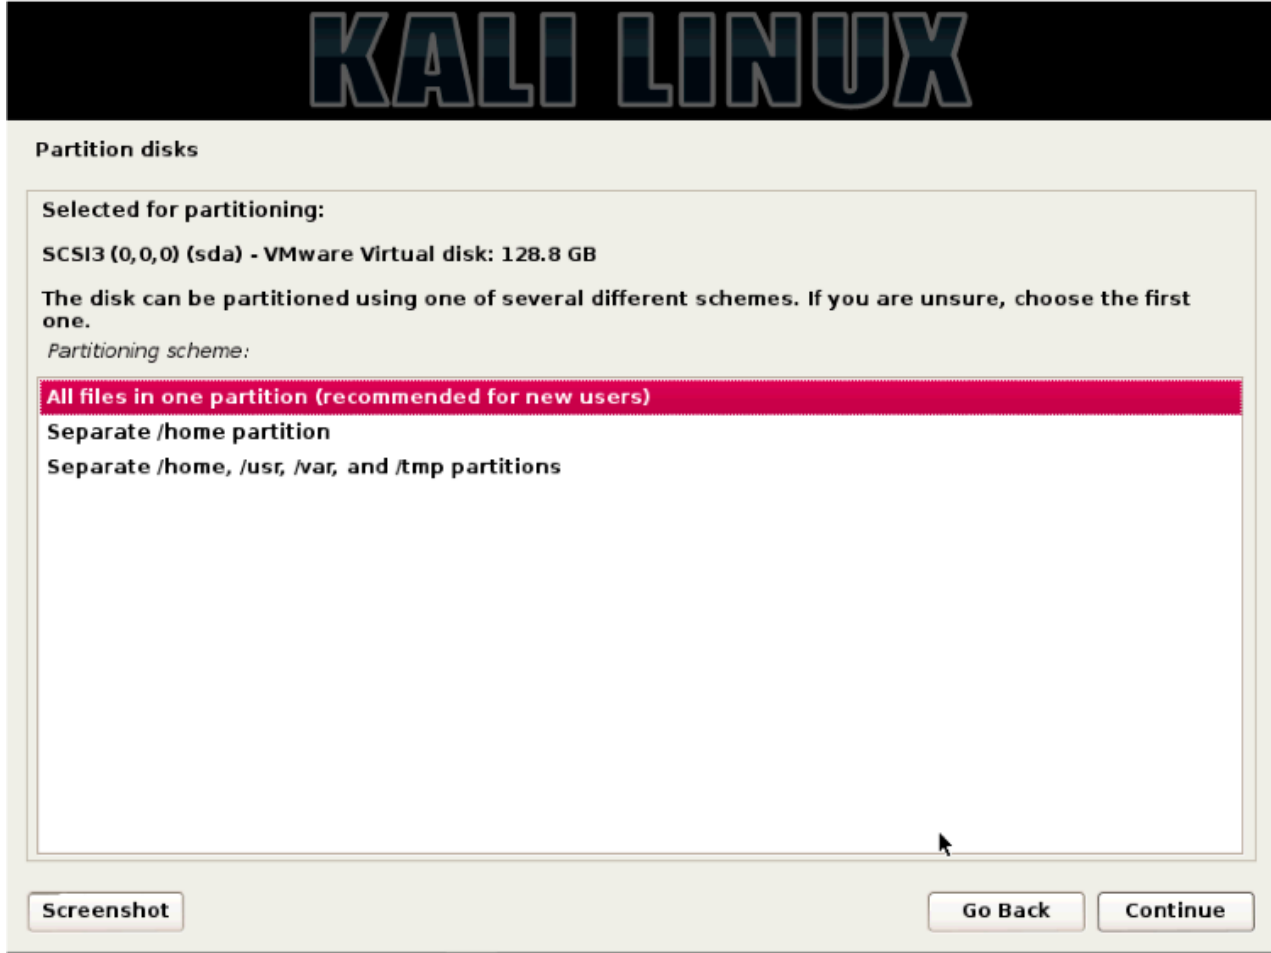 KALI LINUX
Partition disks
Selected for partitioning:
SCSI3 (0,0,0) (sda) - VMware Virtual disk: 128.8 GB
The disk can be partitioned using one of several different schemes. If you are unsure, choose the first
one.
Partitioning scheme:
All files in one partition (recommended for new users)
Separate /home partition
Separate /home, /usr, /var, and /tmp partitions
Screenshot
Go Back
Continue